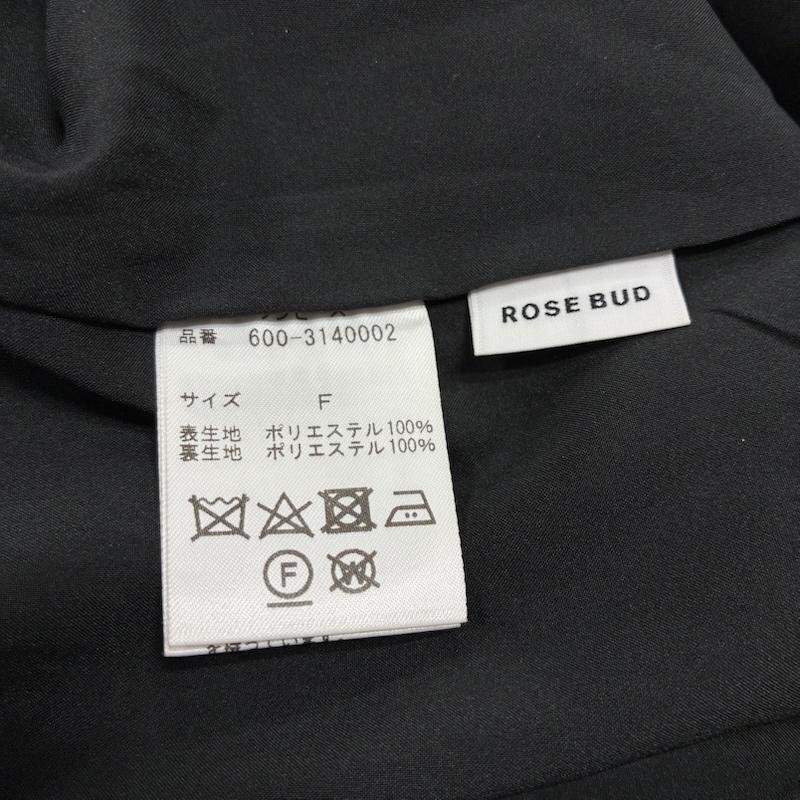 ROSE BUD
品番 600-3140002
サイズ F
表生地 ポリエステル100%
裏生地 ポリエステル100%
F
W